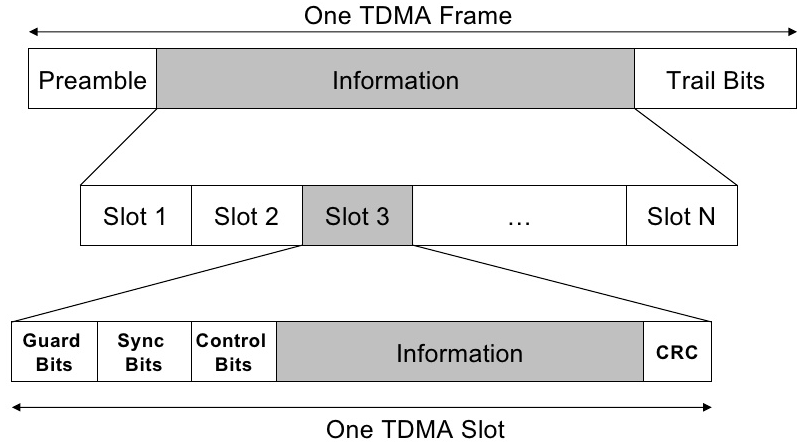 One TDMA Frame
Preamble
Information
Trail Bits
Slot 1
Slot 2
Slot 3
...
Slot N
Guard
Bits
Sync
Bits
Control
Bits
Information
CRC
One TDMA Slot